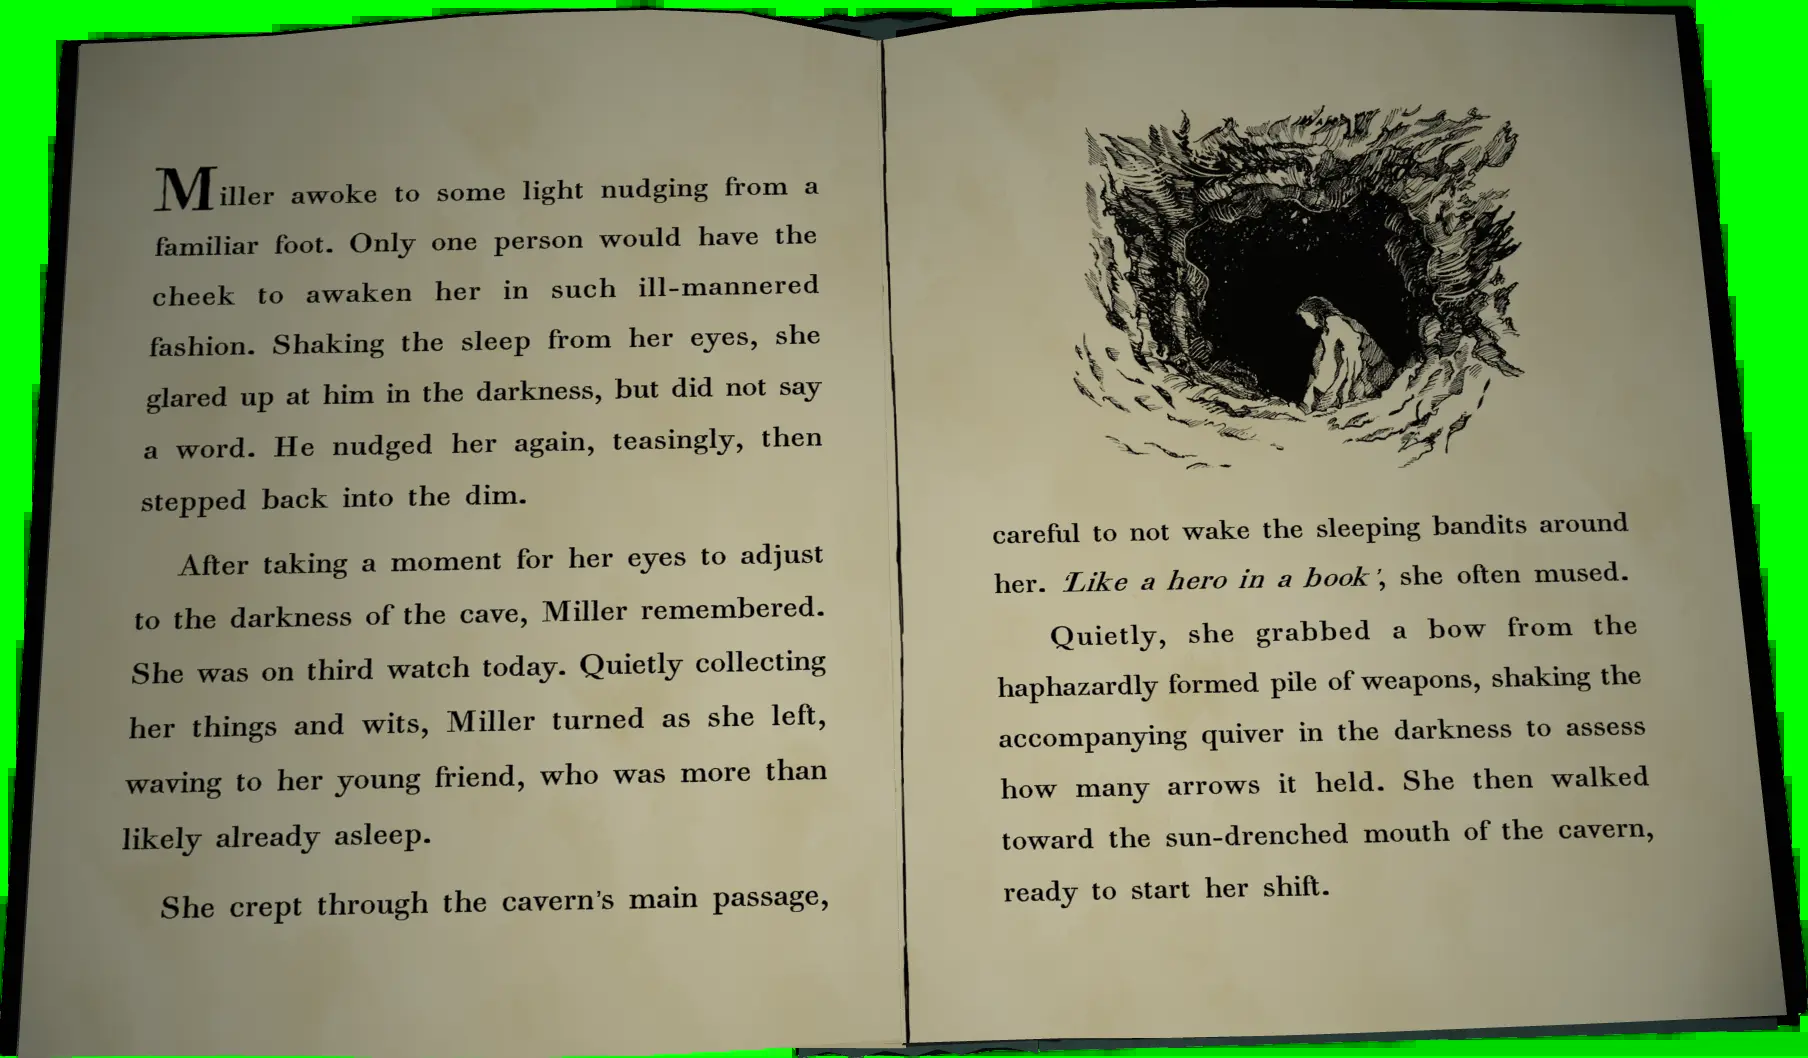 Miller awoke to some light nudging from a
familiar foot. Only one person would have the
cheek to awaken her in such ill-mannered
fashion. Shaking the sleep from her eyes, she
glared up at him in the darkness, but did not say
a word. He nudged her again, teasingly, then
stepped back into the dim.
After taking a moment for her eyes to adjust
to the darkness of the cave, Miller remembered.
She was on third watch today. Quietly collecting
her things and wits, Miller turned as she left,
waving to her young friend, who was more than
likely already asleep.
She crept through the cavern's main passage,
careful to not wake the sleeping bandits around
her. 'Like a hero in a book', she often mused.
Quietly, she grabbed a bow from the
haphazardly formed pile of weapons, shaking the
accompanying quiver in the darkness to assess
how many arrows it held. She then walked
toward the sun-drenched mouth of the cavern,
ready to start her shift.